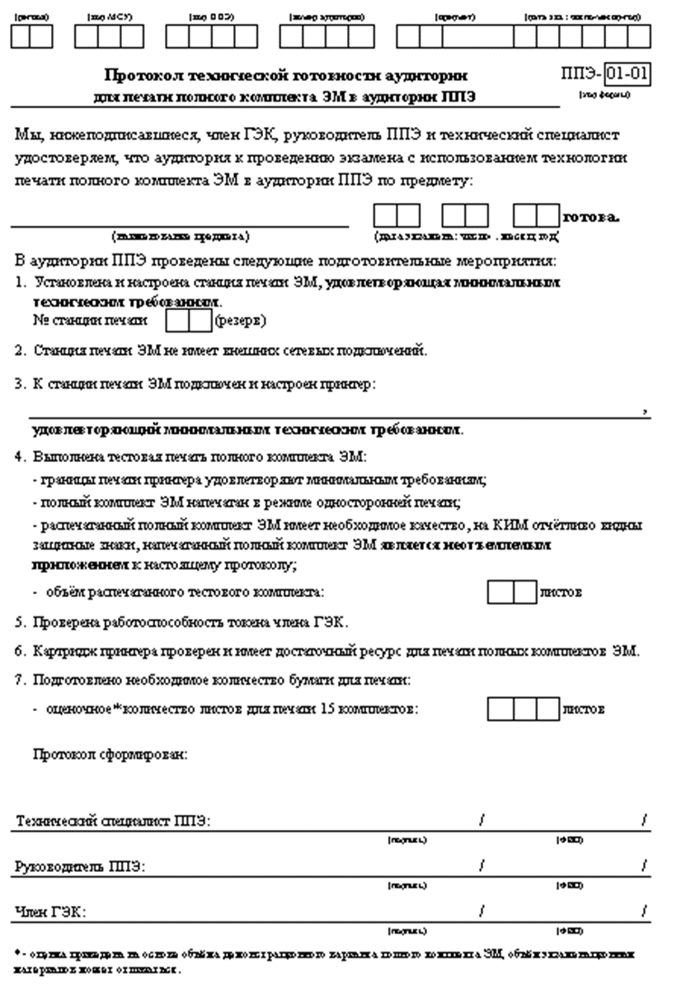 (регион) (код МСУ) (код ППЭ) (номер аудитории) (предмет) (дата экз.: число-месяц-год)
Протокол технической готовности аудитории
для печати полного комплекта ЭМ в аудитории ППЭ
ППЭ- 01-01
(код формы)
Мы, нижеподписавшиеся, член ГЭК, руководитель ППЭ и технический специалист
удостоверяем, что аудитория к проведению экзамена с использованием технологии
печати полного комплекта ЭМ в аудитории ППЭ по предмету:
готова.
(наименование предмета) (дата экзамена: число- . месяц год)
В аудитории ППЭ проведены следующие подготовительные мероприятия:
1. Установлена и настроена станция печати ЭМ, удовлетворяющая минимальным
техническим требованиям.
№ станции печати (резерв)
2. Станция печати ЭМ не имеет внешних сетевых подключений.
3. К станции печати ЭМ подключен и настроен принтер:
,
удовлевторяющий минимальным техническим требованиям.
4. Выполнена тестовая печать полного комплекта ЭМ:
- границы печати принтера удовлетворяют минимальным требованиям;
- полный комплект ЭМ напечатан в режиме односторонней печати;
- распечатанный полный комплект ЭМ имеет необходимое качество, на КИМ отчётливо видны
защитные знаки, напечатанный полный комплект ЭМ является неотъемлемым
приложением к настоящему протоколу;
- объём распечатанного тестового комплекта: листов
5. Проверена работоспособность токена члена ГЭК.
6. Картридж принтера проверен и имеет достаточный ресурс для печати полных комплектов ЭМ.
7. Подготовлено необходимое количество бумаги для печати:
- оценочное*количество листов для печати 15 комплектов: листов
Протокол сформирован:
Технический специалист ППЭ: / /
(подпись) (ФИО)
Руководитель ППЭ: / /
(подпись) (ФИО)
Член ГЭК: / /
(подпись) (ФИО)
* - оценка приведена на основе объёма демонстрационного варианта полного комплекта ЭМ, объём экзаменационных
материалов может отличаться.